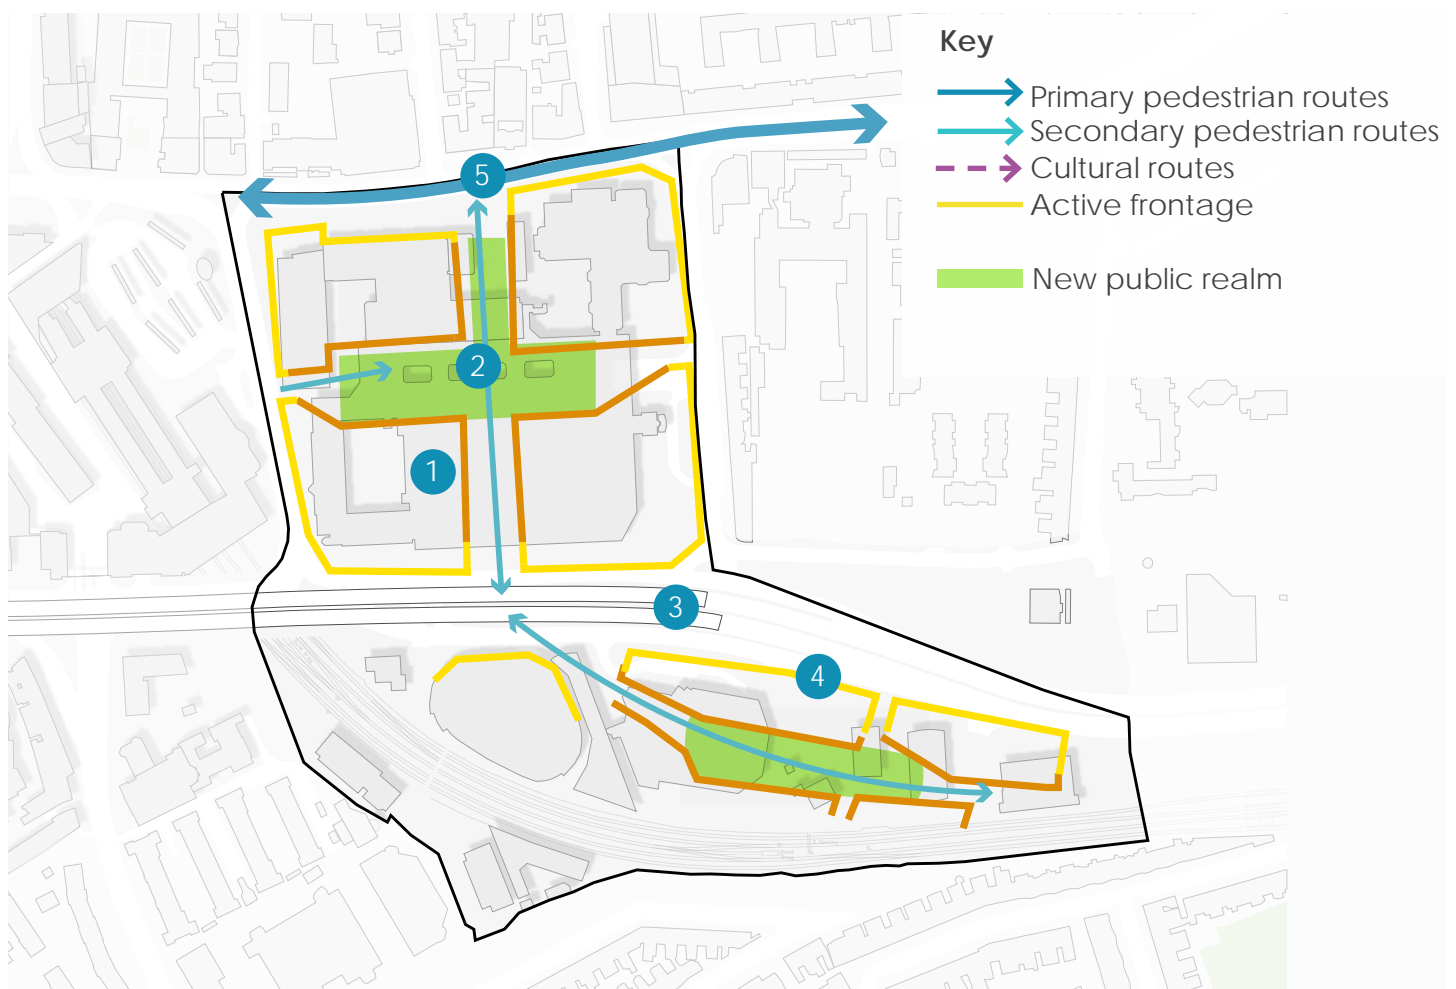 Key
Primary pedestrian routes
Secondary pedestrian routes
Cultural routes
Active frontage
New public realm
5
2
1
3
4